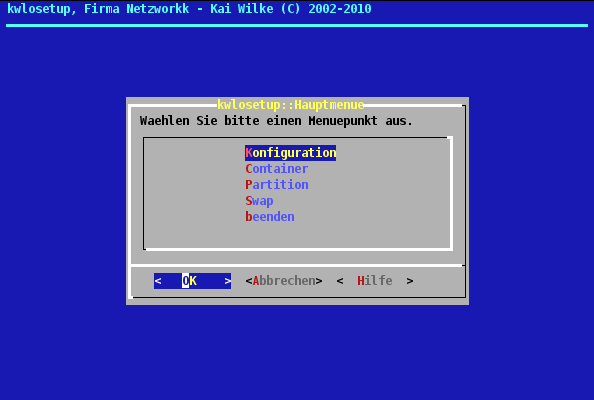 kwlosetup, Firma Netzworkk - Kai Wilke (C) 2002-2010
kwlosetup::Hauptmenue
Waehlen Sie bitte einen Menuepunkt aus.
Konfiguration
Container
Partition
Swap
beenden
<   OK   >  <Abbrechen>  <  Hilfe  >